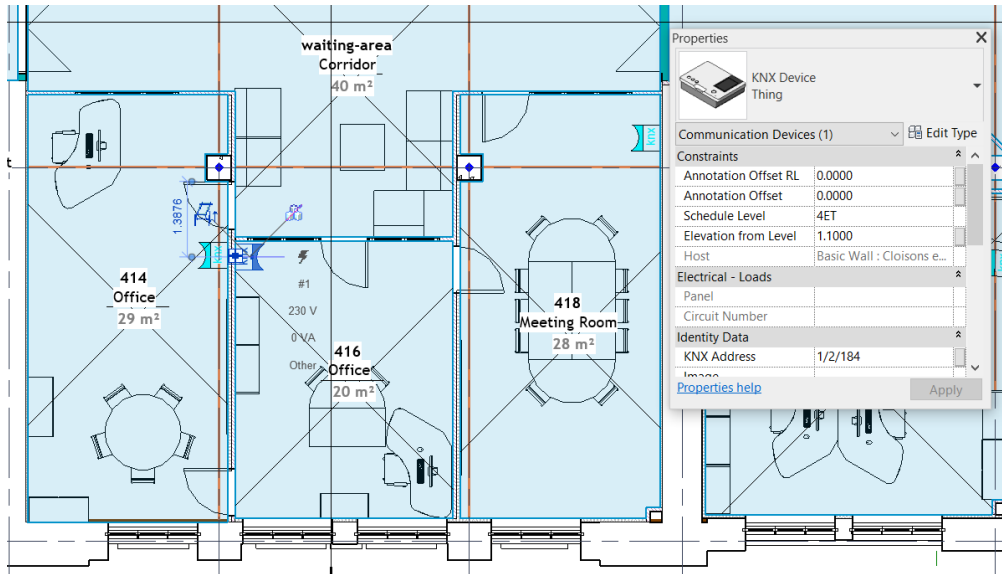 waiting-area
Corridor
40 m²
knx
1.3876
knx
knx
#1
230 V
0 VA
Other
414
Office
29 m²
416
Office
20 m²
418
Meeting Room
28 m²
Properties
KNX Device
Thing
Communication Devices (1)
Edit Type
Constraints
Annotation Offset RL 0.0000
Annotation Offset 0.0000
Schedule Level 4ET
Elevation from Level 1.1000
Host Basic Wall : Cloisons e...
Electrical - Loads
Panel
Circuit Number
Identity Data
KNX Address 1/2/184
Image
Properties help
Apply